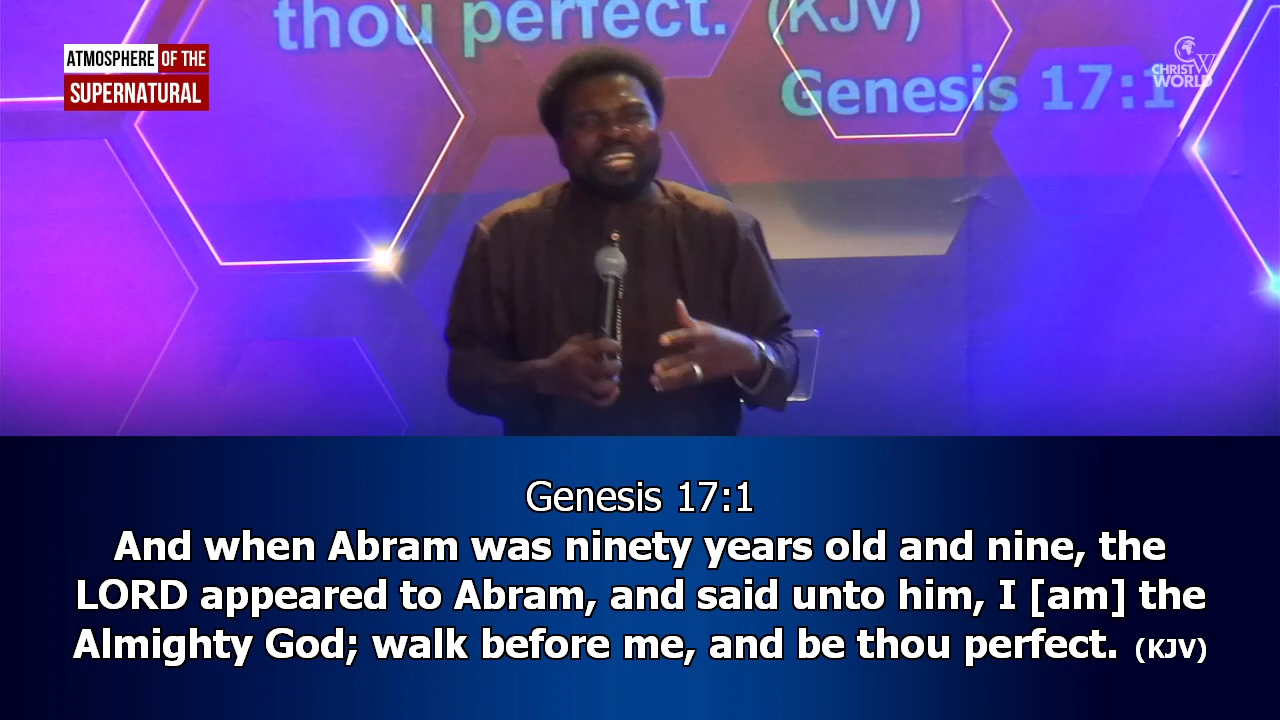 thou perfect. (KJV)
Genesis 17:1
ATMOSPHERE OF THE
SUPERNATURAL
CHRIST W
WORLD
Genesis 17:1
And when Abram was ninety years old and nine, the
LORD appeared to Abram, and said unto him, I [am] the
Almighty God; walk before me, and be thou perfect. (KJV)